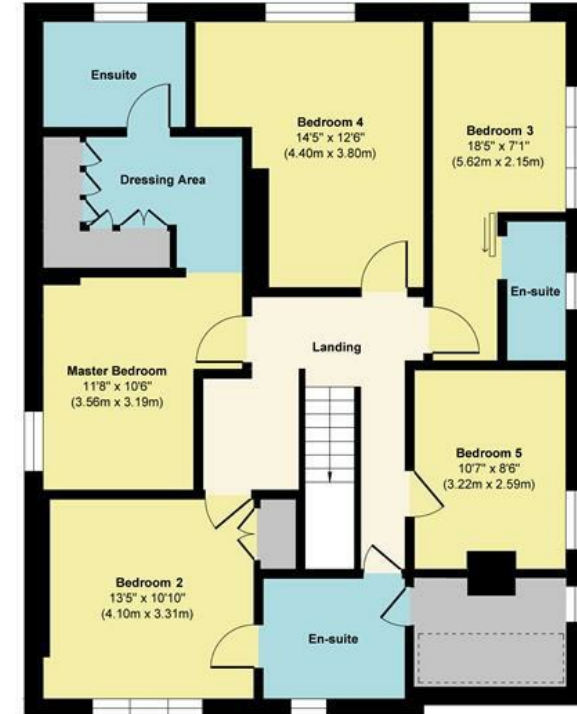 Ensuite
Bedroom 4
14'5" x 12'6"
(4.40m x 3.80m)
Bedroom 3
18'5" x 7'1"
(5.62m x 2.15m)
Dressing Area
En-suite
Landing
Master Bedroom
11'8" x 10'6"
(3.56m x 3.19m)
Bedroom 5
10'7" x 8'6"
(3.22m x 2.59m)
Bedroom 2
13'5" x 10'10"
(4.10m x 3.31m)
En-suite